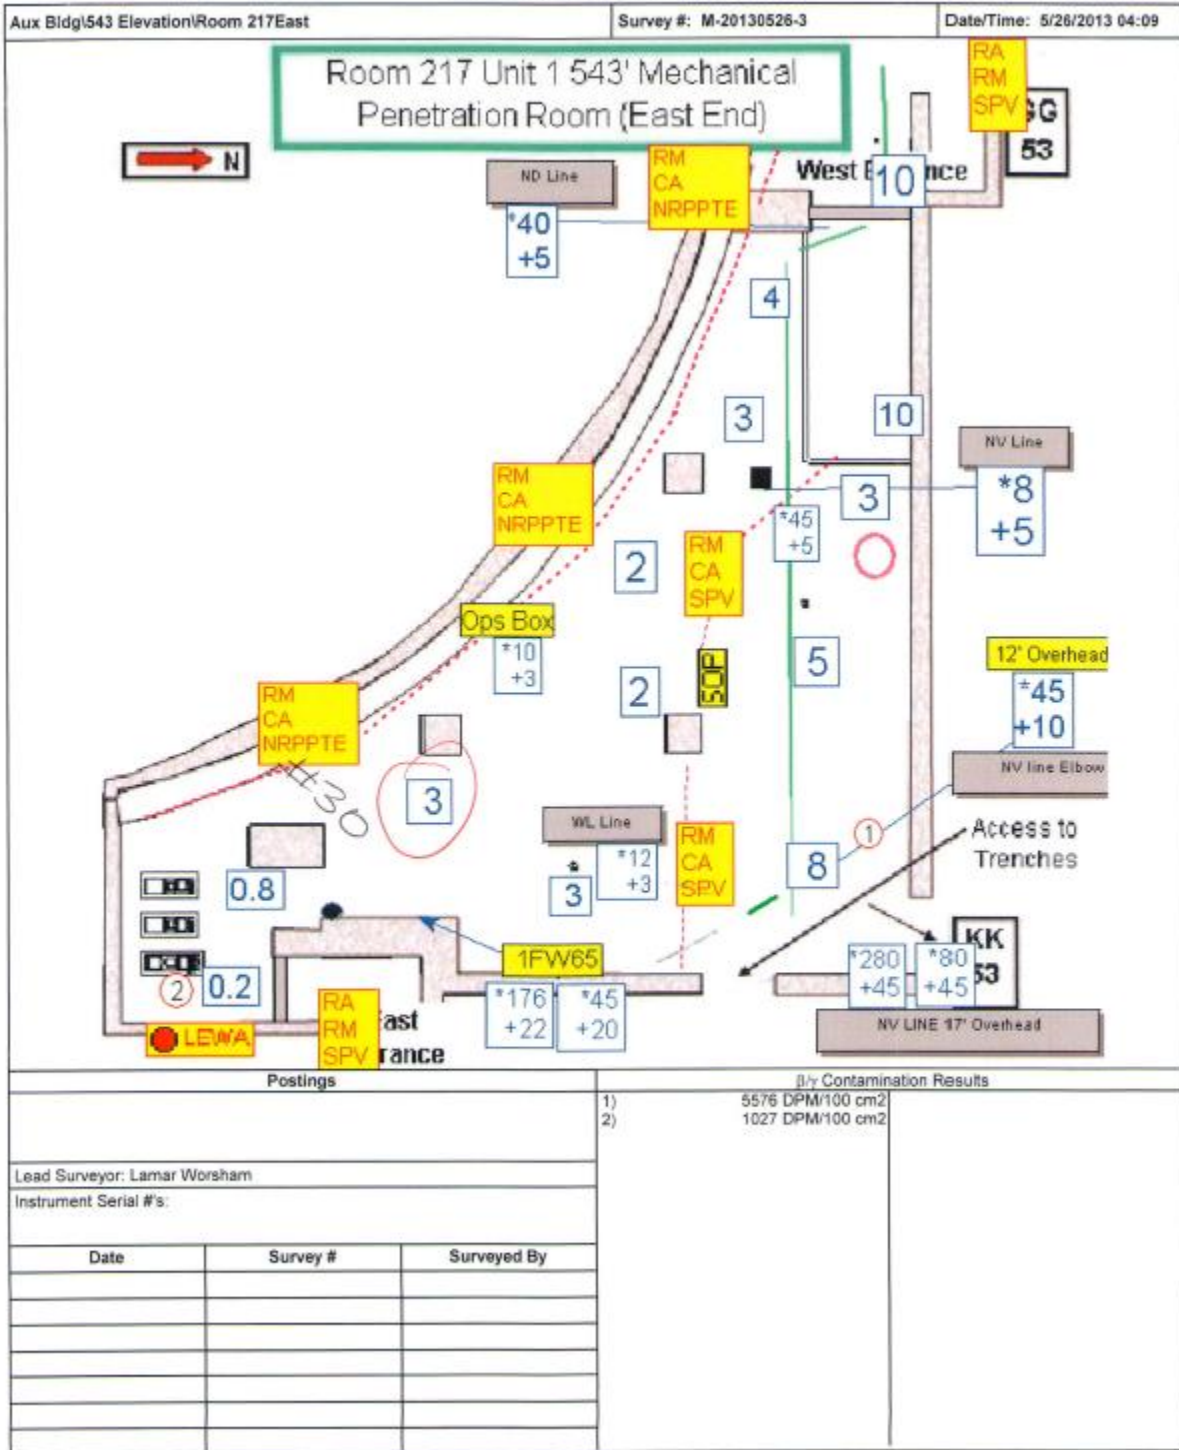 Aux Bldg\543 Elevation\Room 217East
Survey #: M-20130526-3
Date/Time: 5/26/2013 04:09
Room 217 Unit 1 543' Mechanical
Penetration Room (East End)
N
RA
RM
SPV
GG
53
West
nce
10
RM
CA
NRPPTE
ND Line
*40
+5
4
3
10
NV Line
*8
+5
3
*45
+5
RM
CA
NRPPTE
2
RM
CA
SPV
Ops Box
*10
+3
SOP
5
2
12' Overhead
*45
+10
NV line Elbow
RM
CA
NRPPTE
+30
3
WL Line
*12
+3
3
RM
CA
SPV
8
1
Access to
Trenches
0.8
0.2
2
LEWA
1FW65
*176
+22
*45
+20
RA
RM
SPV
East
rance
*280
+45
*80
+45
KK
53
NV LINE 17' Overhead
Postings
β/γ Contamination Results
1) 5576 DPM/100 cm2
2) 1027 DPM/100 cm2
Lead Surveyor: Lamar Worsham
Instrument Serial #'s:
Date
Survey #
Surveyed By